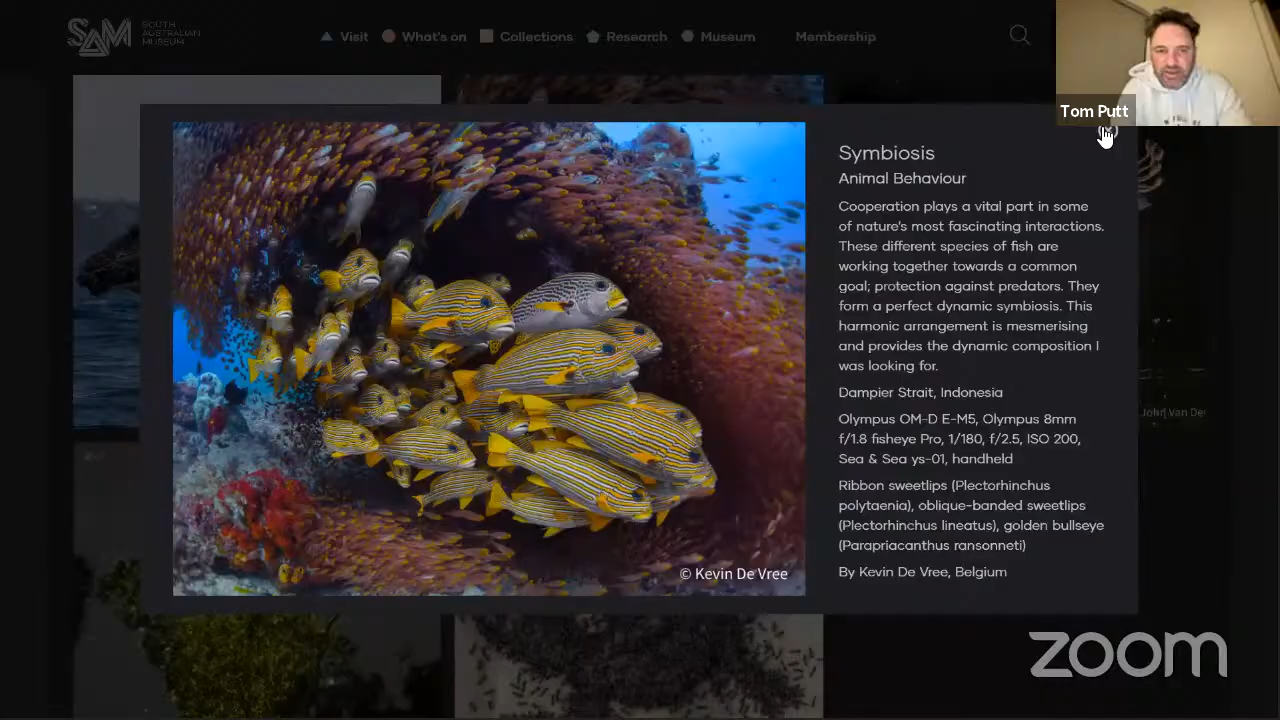 SAM
SOUTH
AUSTRALIAN
MUSEUM
Visit
What's on
Collections
Research
Museum
Membership
Tom Putt
Symbiosis
Animal Behaviour
Cooperation plays a vital part in some
of nature's most fascinating interactions.
These different species of fish are
working together towards a common
goal; protection against predators. They
form a perfect dynamic symbiosis. This
harmonic arrangement is mesmerising
and provides the dynamic composition I
was looking for.
Dampier Strait, Indonesia
Olympus OM-D E-M5, Olympus 8mm
f/1.8 fisheye Pro, 1/180, f/2.5, ISO 200,
Sea & Sea ys-01, handheld
Ribbon sweetlips (Plectorhinchus
polytaenia), oblique-banded sweetlips
(Plectorhinchus lineatus), golden bullseye
(Parapriacanthus ransonneti)
By Kevin De Vree, Belgium
© Kevin De Vree
zoom